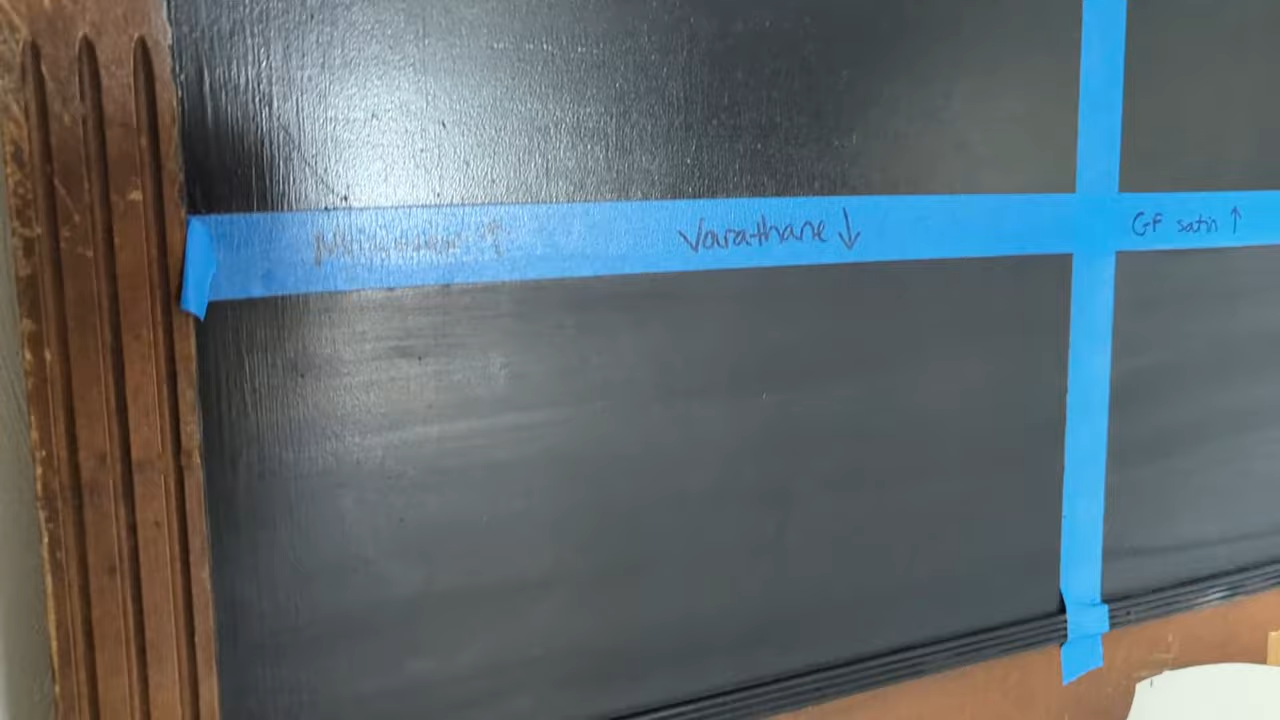 Varathane ↓
GF satin ↑